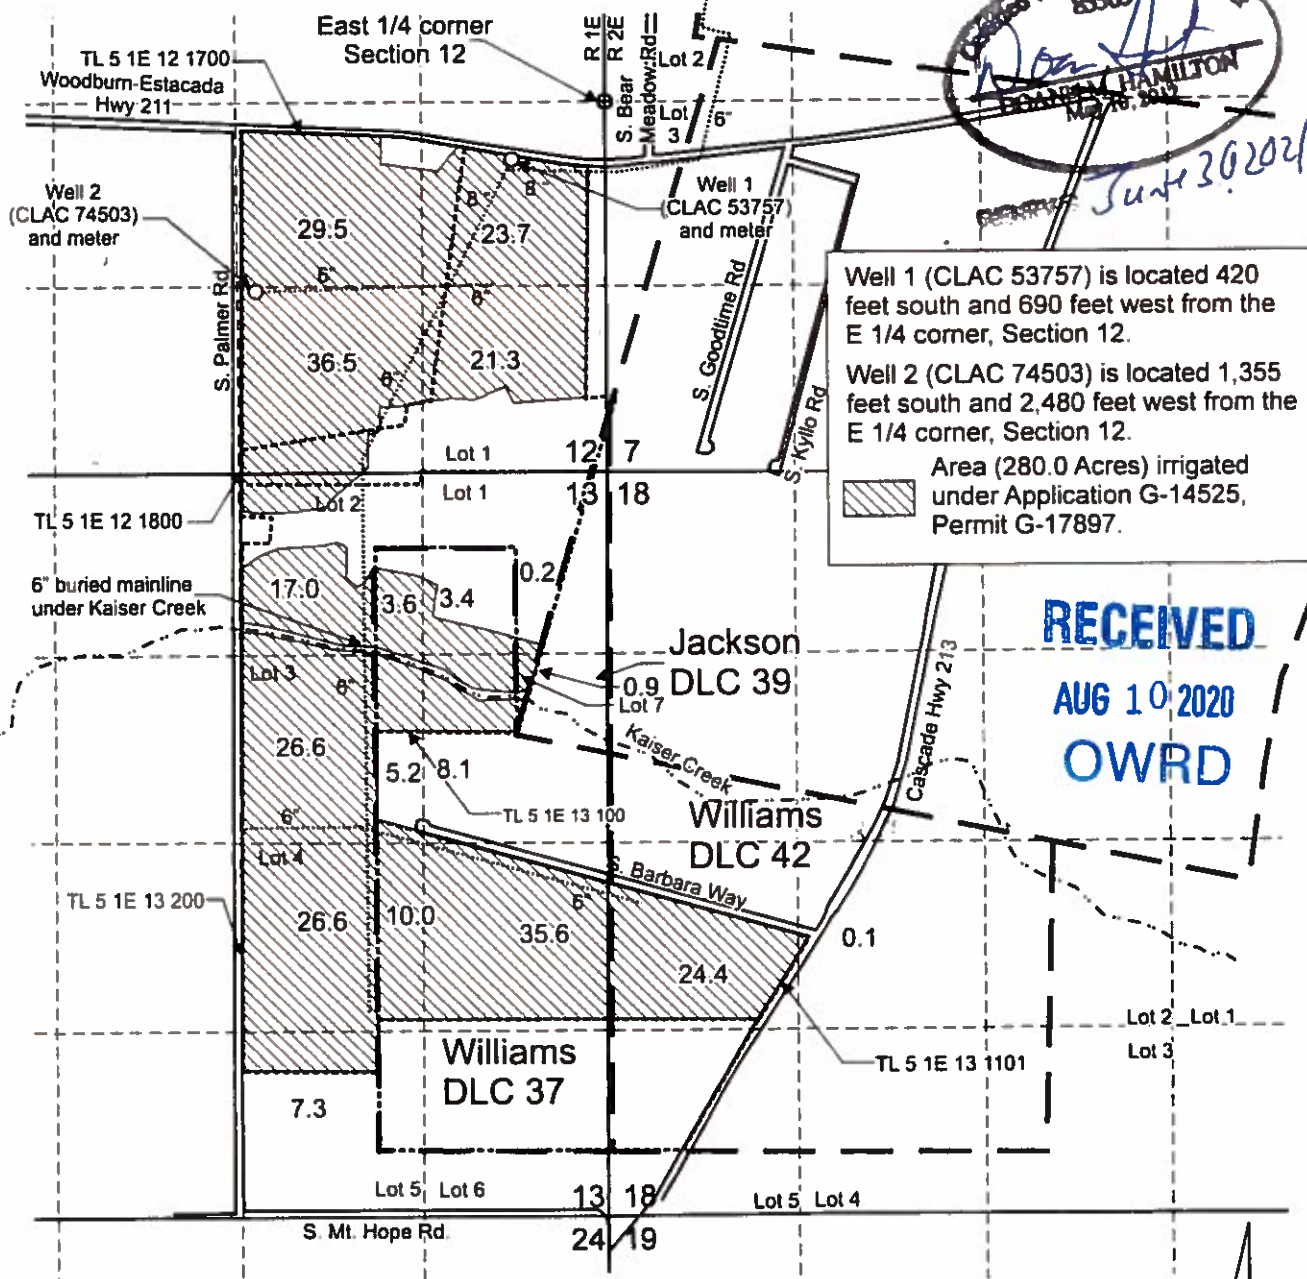 East 1/4 corner
Section 12
R 1E
R 2E
S. Bear
Meadow Rd
Lot 2
Lot
3
6"
TL 5 1E 12 1700
Woodburn-Estacada
Hwy 211
HAMILTON
June 30 2021
Well 2
(CLAC 74503)
and meter
Well 1
(CLAC 53757)
and meter
29.5
8"
8"
23.7
6"
6"
S. Palmer Rd
36.5
21.3
6"
S. Goodtime Rd
S. Kyllo Rd
Well 1 (CLAC 53757) is located 420
feet south and 690 feet west from the
E 1/4 corner, Section 12.
Well 2 (CLAC 74503) is located 1,355
feet south and 2,480 feet west from the
E 1/4 corner, Section 12.
Area (280.0 Acres) irrigated
under Application G-14525,
Permit G-17897.
Lot 1
12
7
Lot 1
13
18
Lot 2
TL 5 1E 12 1800
6" buried mainline
under Kaiser Creek
17.0
3.6
3.4
0.2
RECEIVED
AUG 10 2020
OWRD
Jackson
DLC 39
0.9
Lot 7
Lot 3
6"
26.6
5.2
8.1
Kaiser Creek
Cascade Hwy 213
TL 5 1E 13 100
Williams
DLC 42
6"
Lot 4
S. Barbara Way
6"
TL 5 1E 13 200
26.6
10.0
35.6
24.4
0.1
Lot 2
Lot 1
Lot 3
TL 5 1E 13 1101
Williams
DLC 37
7.3
Lot 5
Lot 6
13
18
Lot 5
Lot 4
S. Mt. Hope Rd.
24
19